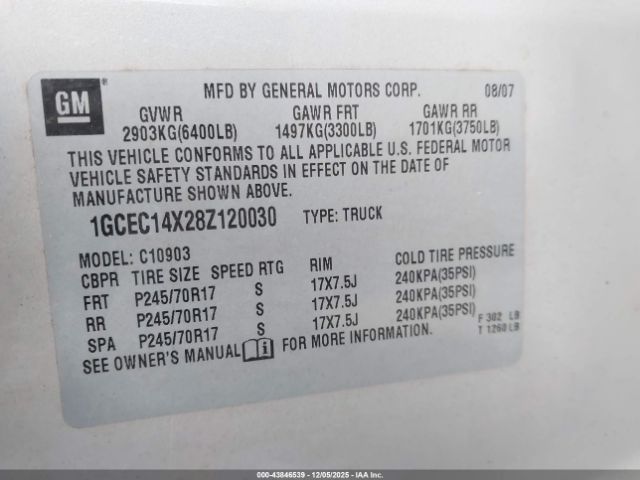 GM ®
MFD BY GENERAL MOTORS CORP. 08/07
GVWR GAWR FRT GAWR RR
2903KG(6400LB) 1497KG(3300LB) 1701KG(3750LB)
THIS VEHICLE CONFORMS TO ALL APPLICABLE U.S. FEDERAL MOTOR
VEHICLE SAFETY STANDARDS IN EFFECT ON THE DATE OF
MANUFACTURE SHOWN ABOVE.
1GCEC14X28Z120030 TYPE: TRUCK
MODEL: C10903
CBPR TIRE SIZE SPEED RTG RIM COLD TIRE PRESSURE
FRT P245/70R17 S 17X7.5J 240KPA(35PSI)
RR P245/70R17 S 17X7.5J 240KPA(35PSI)
SPA P245/70R17 S 17X7.5J 240KPA(35PSI)
F 302 LB
T 1260 LB
SEE OWNER'S MANUAL FOR MORE INFORMATION.
000-43846539 - 12/05/2025 - IAA Inc.